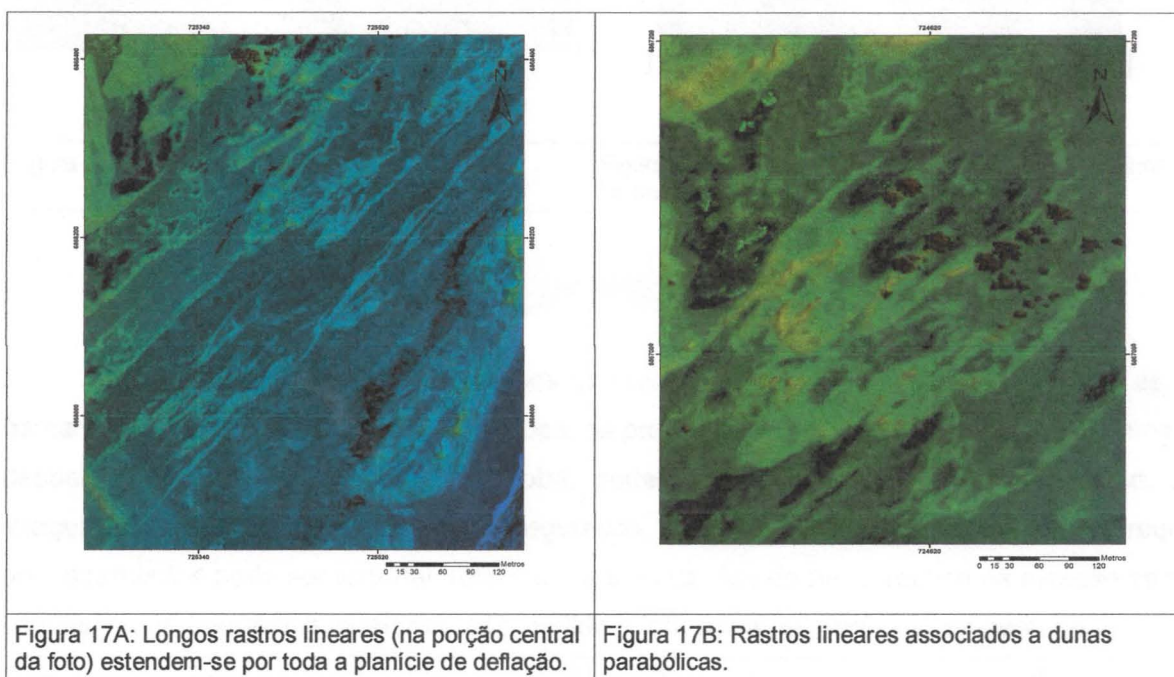 725340 725520
724620
N
N
Metros
0 15 30 60 90 120
Metros
0 15 30 60 90 120
725340 725520
724620
Figura 17A: Longos rastros lineares (na porção central
da foto) estendem-se por toda a planície de deflação.
Figura 17B: Rastros lineares associados a dunas
parabólicas.